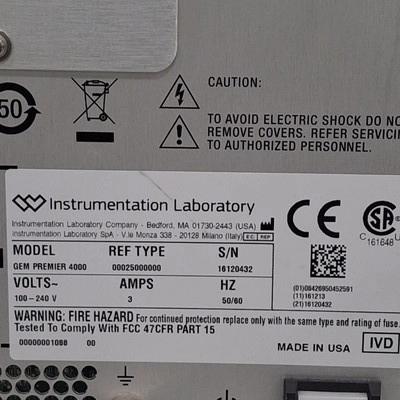 CAUTION:
50
TO AVOID ELECTRIC SHOCK DO NO
REMOVE COVERS. REFER SERVICIN
TO AUTHORIZED PERSONNEL.
Instrumentation Laboratory
Instrumentation Laboratory Company - Bedford, MA 01730-2443 (USA)
Instrumentation Laboratory SpA - V.le Monza 338 - 20128 Milano (Italy) EC REP
CE
SA
C 161648 US
MODEL REF TYPE S/N
GEM PREMIER 4000 00025000000 16120432
VOLTS~ AMPS HZ
100 - 240 V 3 50/60
(01)08426950452591
(11)161213
(21)16120432
WARNING: FIRE HAZARD For continued protection replace only with the same type and rating of fuse.
Tested To Comply With FCC 47CFR PART 15
00000001088 00
MADE IN USA IVD